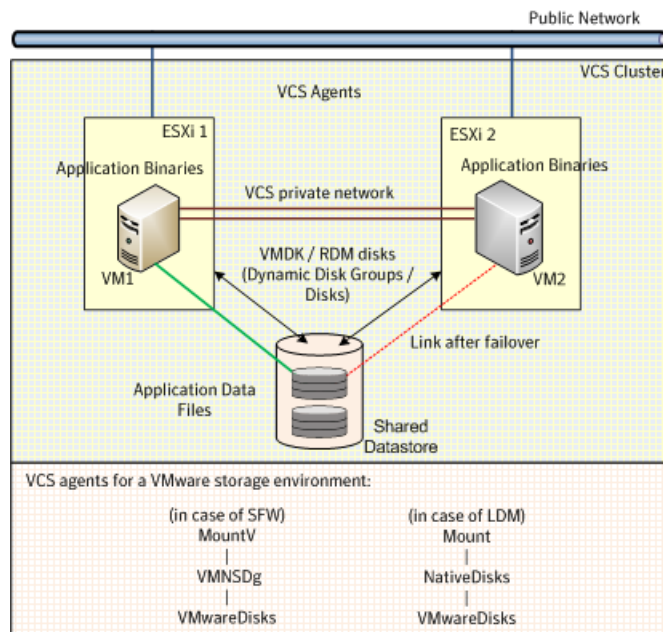 Public Network
VCS Cluster
VCS Agents
ESXi 1
ESXi 2
Application Binaries
Application Binaries
VCS private network
VMDK / RDM disks
(Dynamic Disk Groups /
Disks)
VM1
VM2
Link after failover
Application Data
Files
Shared
Datastore
VCS agents for a VMware storage environment:
(in case of SFW)
MountV
|
VMNSDg
|
VMwareDisks
(in case of LDM)
Mount
|
NativeDisks
|
VMwareDisks